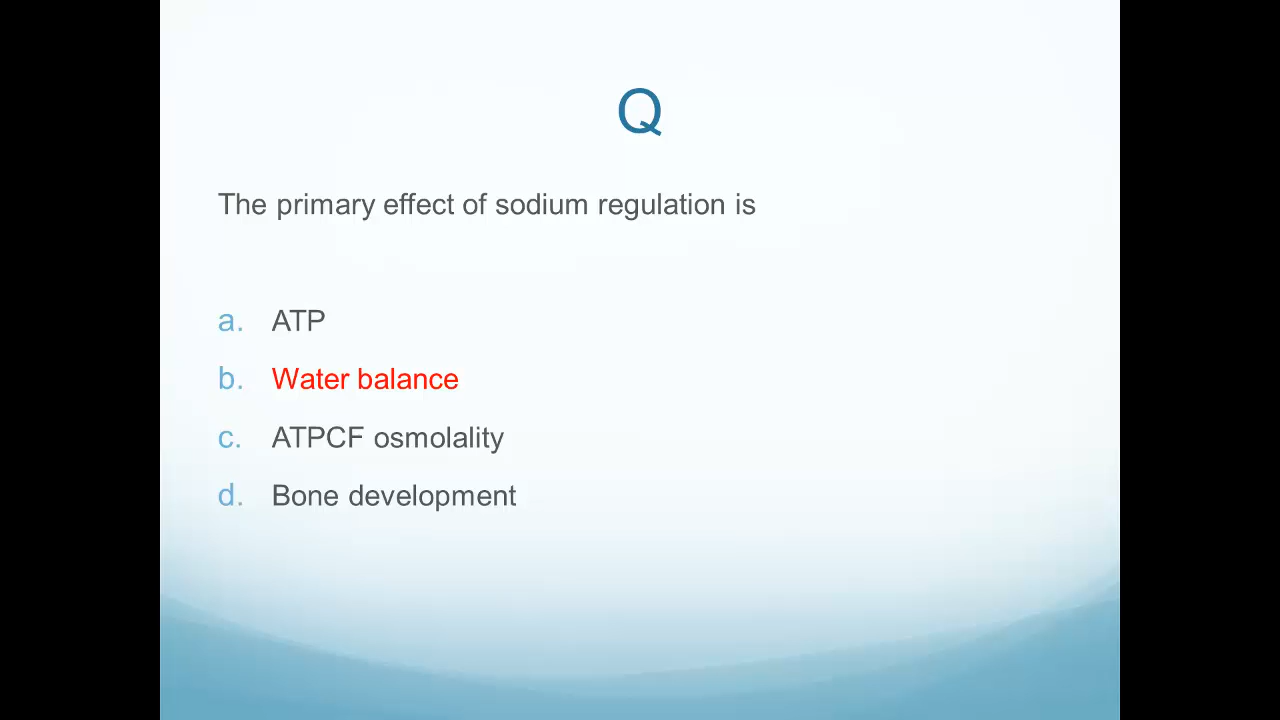 Q
The primary effect of sodium regulation is
a. ATP
b. Water balance
c. ATPCF osmolality
d. Bone development